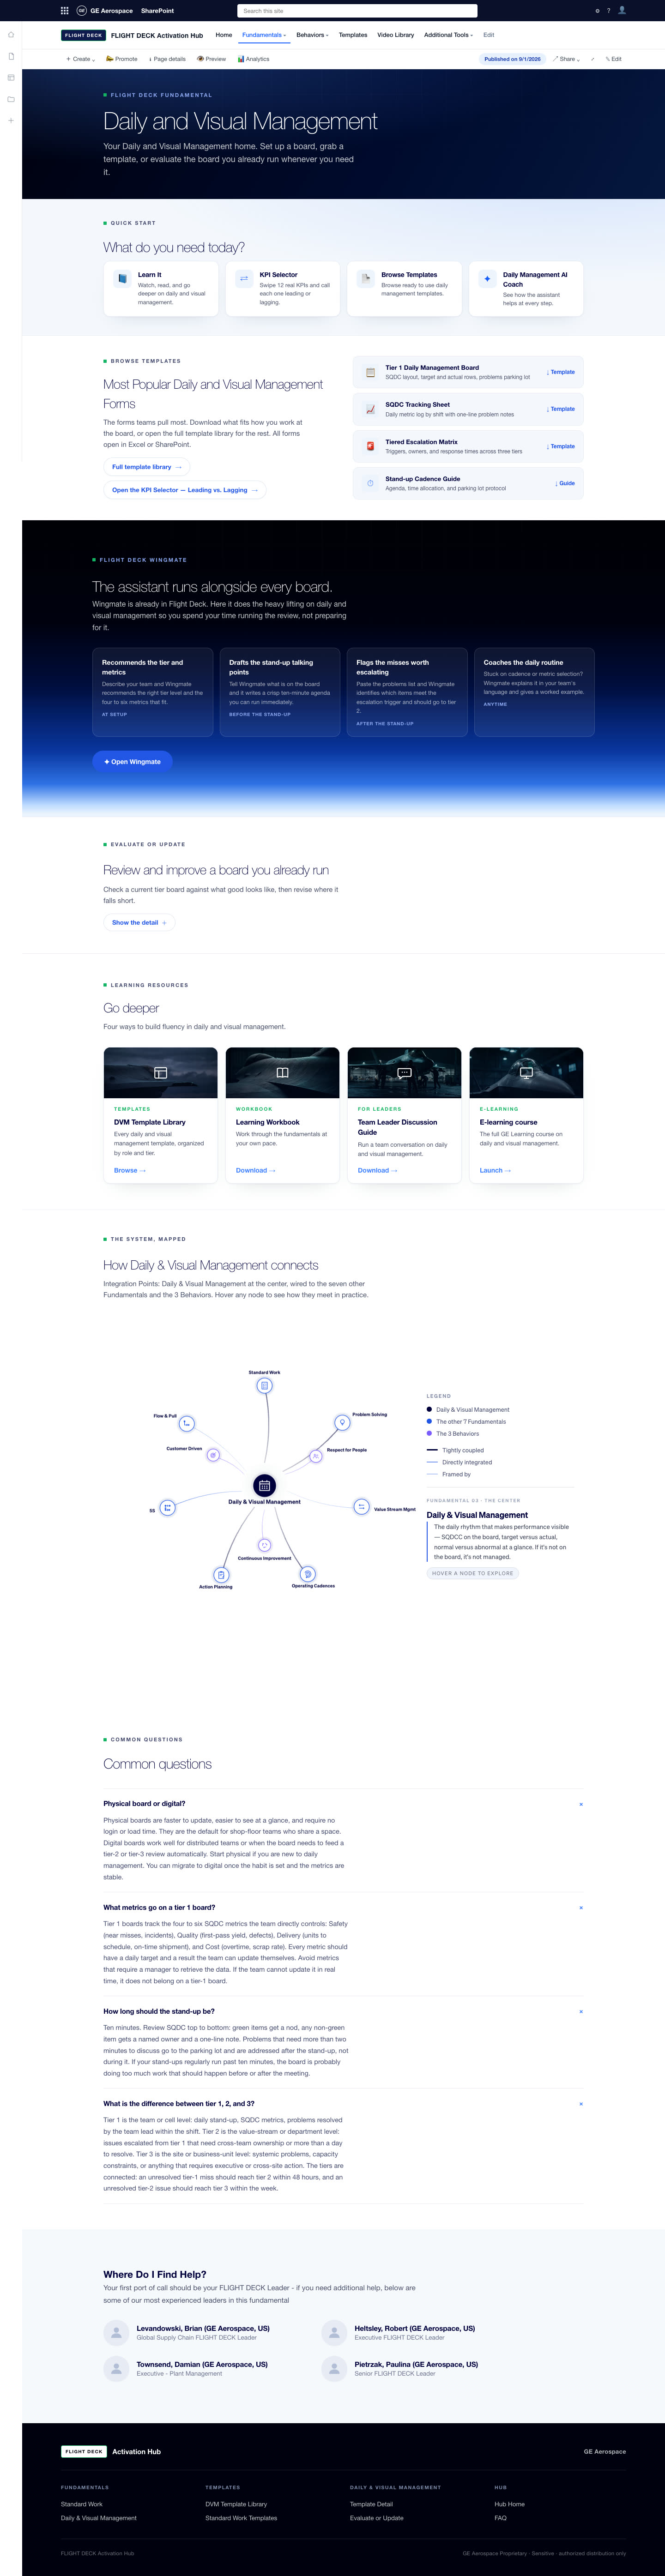 GE GE Aerospace SharePoint
Search this site
?
FLIGHT DECK FLIGHT DECK Activation Hub Home Fundamentals Behaviors Templates Video Library Additional Tools Edit
+ Create Promote Page details Preview Analytics Published on 9/1/2026 Share Edit
FLIGHT DECK FUNDAMENTAL
Daily and Visual Management
Your Daily and Visual Management home. Set up a board, grab a
template, or evaluate the board you already run whenever you need
it.
QUICK START
What do you need today?
Learn It
Watch, read, and go
deeper on daily and visual
management.
KPI Selector
Swipe 12 real KPIs and call
each one leading or
lagging.
Browse Templates
Browse ready to use daily
management templates.
Daily Management AI
Coach
See how the assistant
helps at every step.
BROWSE TEMPLATES
Most Popular Daily and Visual Management
Forms
The forms teams pull most. Download what fits how you work at
the board, or open the full template library for the rest. All forms
open in Excel or SharePoint.
Full template library →
Open the KPI Selector — Leading vs. Lagging →
Tier 1 Daily Management Board
SQDC layout, target and actual rows, problems parking lot
↓ Template
SQDC Tracking Sheet
Daily metric log by shift with one-line problem notes
↓ Template
Tiered Escalation Matrix
Triggers, owners, and response times across three tiers
↓ Template
Stand-up Cadence Guide
Agenda, time allocation, and parking lot protocol
↓ Guide
FLIGHT DECK WINGMATE
The assistant runs alongside every board.
Wingmate is already in Flight Deck. Here it does the heavy lifting on daily and
visual management so you spend your time running the review, not preparing
for it.
Recommends the tier and
metrics
Describe your team and Wingmate
recommends the right tier level and the
four to six metrics that fit.
AT SETUP
Drafts the stand-up talking
points
Tell Wingmate what is on the board
and it writes a crisp ten-minute agenda
you can run immediately.
BEFORE THE STAND-UP
Flags the misses worth
escalating
Paste the problems list and Wingmate
identifies which items meet the
escalation trigger and should go to tier
2.
AFTER THE STAND-UP
Coaches the daily routine
Stuck on cadence or metric selection?
Wingmate explains it in your team's
language and gives a worked example.
ANYTIME
Open Wingmate
EVALUATE OR UPDATE
Review and improve a board you already run
Check a current tier board against what good looks like, then revise where it
falls short.
Show the detail +
LEARNING RESOURCES
Go deeper
Four ways to build fluency in daily and visual management.
TEMPLATES
DVM Template Library
Every daily and visual
management template, organized
by role and tier.
Browse →
WORKBOOK
Learning Workbook
Work through the fundamentals at
your own pace.
Download →
FOR LEADERS
Team Leader Discussion
Guide
Run a team conversation on daily
and visual management.
Download →
E-LEARNING
E-learning course
The full GE Learning course on
daily and visual management.
Launch →
THE SYSTEM, MAPPED
How Daily & Visual Management connects
Integration Points: Daily & Visual Management at the center, wired to the seven other
Fundamentals and the 3 Behaviors. Hover any node to see how they meet in practice.
Standard Work
Flow & Pull
Problem Solving
Customer Driven
Respect for People
Daily & Visual Management
5S
Value Stream Mgmt
Continuous Improvement
Action Planning
Operating Cadences
LEGEND
Daily & Visual Management
The other 7 Fundamentals
The 3 Behaviors
Tightly coupled
Directly integrated
Framed by
FUNDAMENTAL 03 · THE CENTER
Daily & Visual Management
The daily rhythm that makes performance visible
— SQDCC on the board, target versus actual,
normal versus abnormal at a glance. If it's not on
the board, it's not managed.
HOVER A NODE TO EXPLORE
COMMON QUESTIONS
Common questions
Physical board or digital?
Physical boards are faster to update, easier to see at a glance, and require no
login or load time. They are the default for shop-floor teams who share a space.
Digital boards work well for distributed teams or when the board needs to feed a
tier-2 or tier-3 review automatically. Start physical if you are new to daily
management. You can migrate to digital once the habit is set and the metrics are
stable.
What metrics go on a tier 1 board?
Tier 1 boards track the four to six SQDC metrics the team directly controls: Safety
(near misses, incidents), Quality (first-pass yield, defects), Delivery (units to
schedule, on-time shipment), and Cost (overtime, scrap rate). Every metric should
have a daily target and a result the team can update themselves. Avoid metrics
that require a manager to retrieve the data. If the team cannot update it in real
time, it does not belong on a tier-1 board.
How long should the stand-up be?
Ten minutes. Review SQDC top to bottom: green items get a nod, any non-green
item gets a named owner and a one-line note. Problems that need more than two
minutes to discuss go to the parking lot and are addressed after the stand-up, not
during it. If your stand-ups regularly run past ten minutes, the board is probably
doing too much work that should happen before or after the meeting.
What is the difference between tier 1, 2, and 3?
Tier 1 is the team or cell level: daily stand-up, SQDC metrics, problems resolved
by the team lead within the shift. Tier 2 is the value-stream or department level:
issues escalated from tier 1 that need cross-team ownership or more than a day
to resolve. Tier 3 is the site or business-unit level: systemic problems, capacity
constraints, or anything that requires executive or cross-site action. The tiers are
connected: an unresolved tier-1 miss should reach tier 2 within 48 hours, and an
unresolved tier-2 issue should reach tier 3 within the week.
Where Do I Find Help?
Your first port of call should be your FLIGHT DECK Leader - if you need additional help, below are
some of our most experienced leaders in this fundamental
Levandowski, Brian (GE Aerospace, US)
Global Supply Chain FLIGHT DECK Leader
Heltsley, Robert (GE Aerospace, US)
Executive FLIGHT DECK Leader
Townsend, Damian (GE Aerospace, US)
Executive - Plant Management
Pietrzak, Paulina (GE Aerospace, US)
Senior FLIGHT DECK Leader
FLIGHT DECK Activation Hub
GE Aerospace
FUNDAMENTALS
Standard Work
Daily & Visual Management
TEMPLATES
DVM Template Library
Standard Work Templates
DAILY & VISUAL MANAGEMENT
Template Detail
Evaluate or Update
HUB
Hub Home
FAQ
FLIGHT DECK Activation Hub
GE Aerospace Proprietary · Sensitive · authorized distribution only